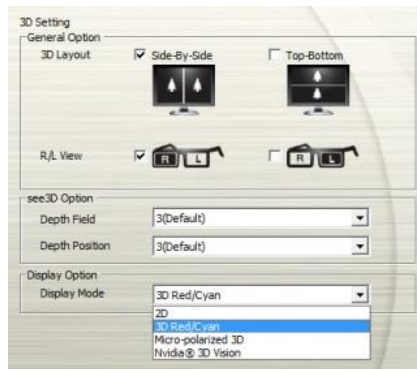 3D Setting
General Option
3D Layout Side-By-Side Top-Bottom
R/L View R L R L
see3D Option
Depth Field 3(Default)
Depth Position 3(Default)
Display Option
Display Mode 3D Red/Cyan
2D
3D Red/Cyan
Micro-polarized 3D
Nvidia® 3D Vision